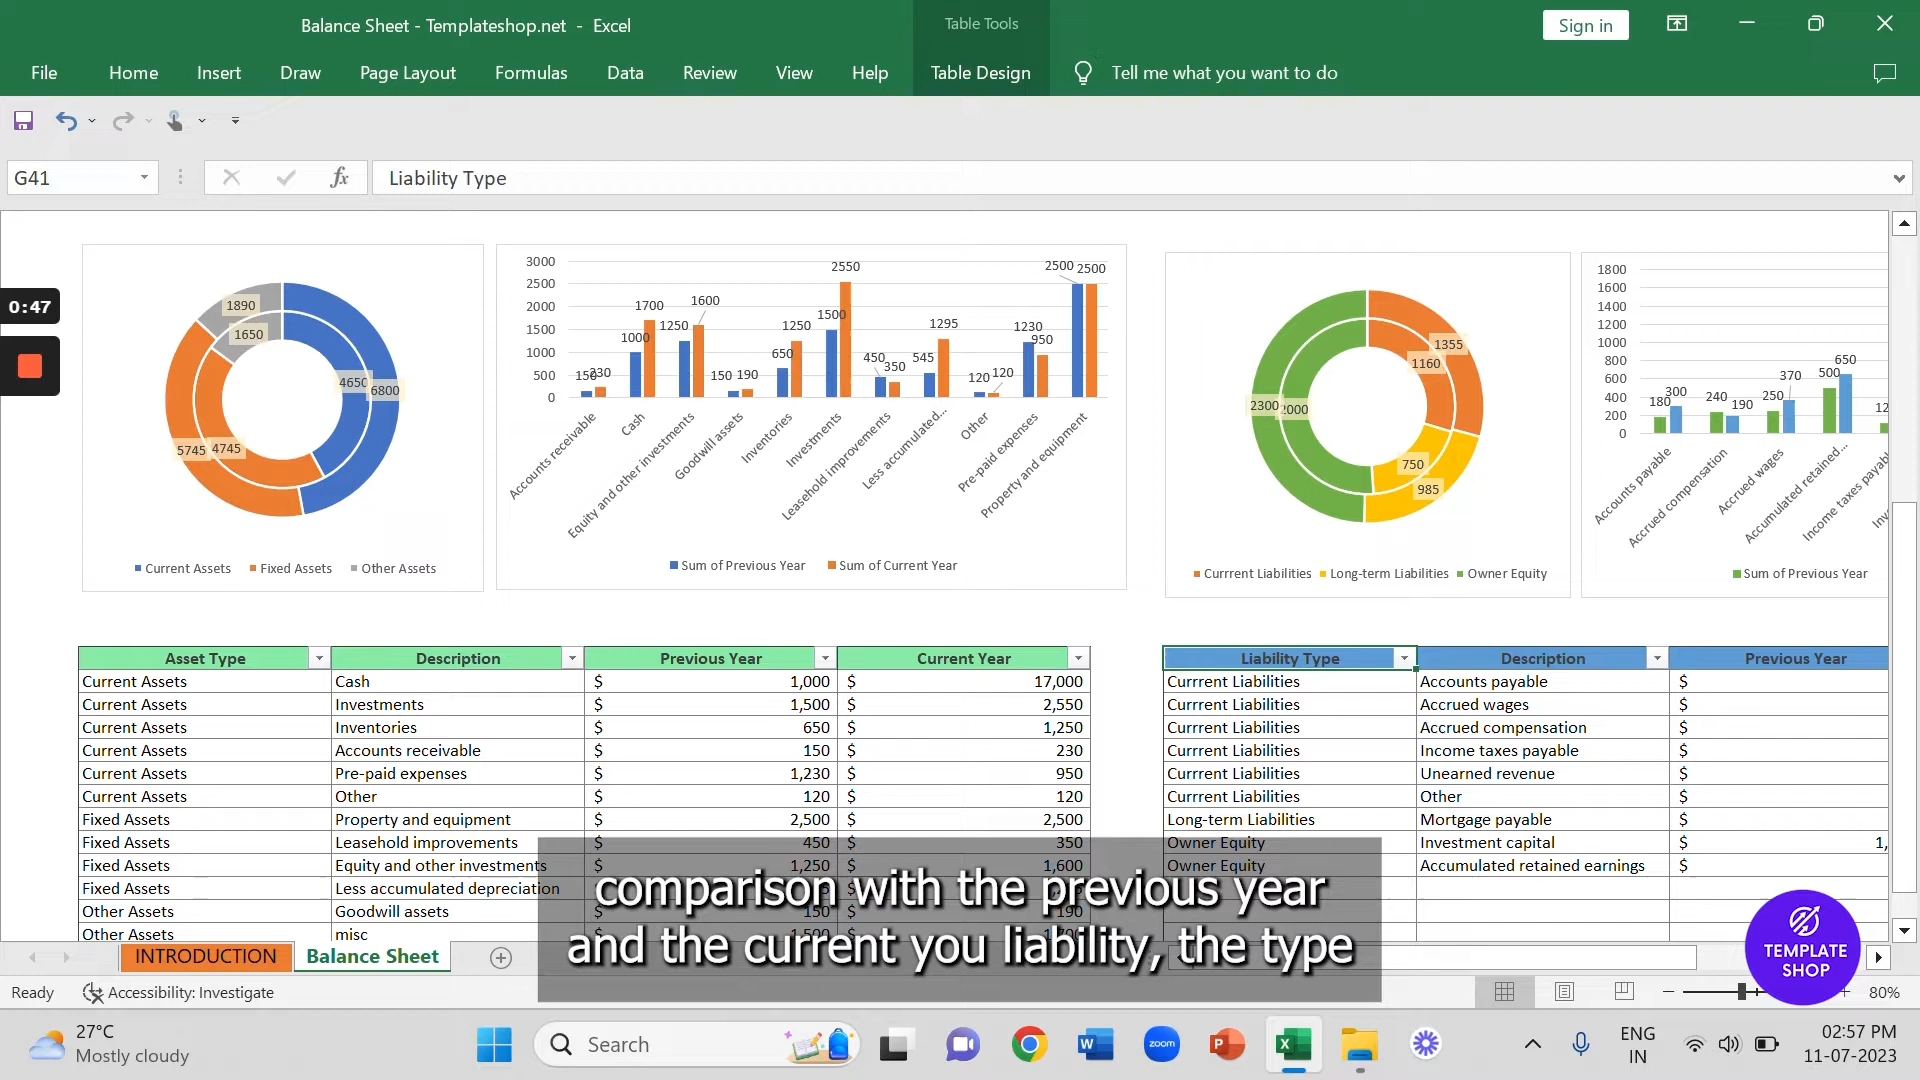 Balance Sheet - Templateshop.net - Excel
Table Tools
Sign in
File Home Insert Draw Page Layout Formulas Data Review View Help Table Design Tell me what you want to do
G41
fx
Liability Type
0:47
1890
1650
4650 6800
5745 4745
Current Assets Fixed Assets Other Assets
3000
2500
2000
1500
1000
500
0
150 230 1000 1700 1250 1600 150 190 650 1250 1500 2550 450 350 545 1295 120 120 1230 950 2500 2500
Accounts receivable
Cash
Equity and other investments
Goodwill assets
Inventories
Investments
Leasehold improvements
Less accumulated...
Other
Pre-paid expenses
Property and equipment
Sum of Previous Year Sum of Current Year
1355
1160
2300 2000
750
985
Currrent Liabilities Long-term Liabilities Owner Equity
1800
1600
1400
1200
1000
800
600
400
200
0
180 300 240 190 250 370 500 650 12
Accounts payable
Accrued compensation
Accrued wages
Accumulated retained...
Income taxes payabl
Inv
Sum of Previous Year
Asset Type Description Previous Year Current Year
Current Assets Cash $ 1,000 $ 17,000
Current Assets Investments $ 1,500 $ 2,550
Current Assets Inventories $ 650 $ 1,250
Current Assets Accounts receivable $ 150 $ 230
Current Assets Pre-paid expenses $ 1,230 $ 950
Current Assets Other $ 120 $ 120
Fixed Assets Property and equipment $ 2,500 $ 2,500
Fixed Assets Leasehold improvements $ 450 $ 350
Fixed Assets Equity and other investments $ 1,250 $ 1,600
Fixed Assets Less accumulated depreciation
Other Assets Goodwill assets 150 190
Other Assets misc
Liability Type Description Previous Year
Currrent Liabilities Accounts payable $
Currrent Liabilities Accrued wages $
Currrent Liabilities Accrued compensation $
Currrent Liabilities Income taxes payable $
Currrent Liabilities Unearned revenue $
Currrent Liabilities Other $
Long-term Liabilities Mortgage payable $
Owner Equity Investment capital $ 1,
Owner Equity Accumulated retained earnings $
comparison with the previous year
and the current you liability, the type
TEMPLATE
SHOP
INTRODUCTION Balance Sheet
Ready Accessibility: Investigate
80%
27°C
Mostly cloudy
Search
zoom
ENG
IN
02:57 PM
11-07-2023